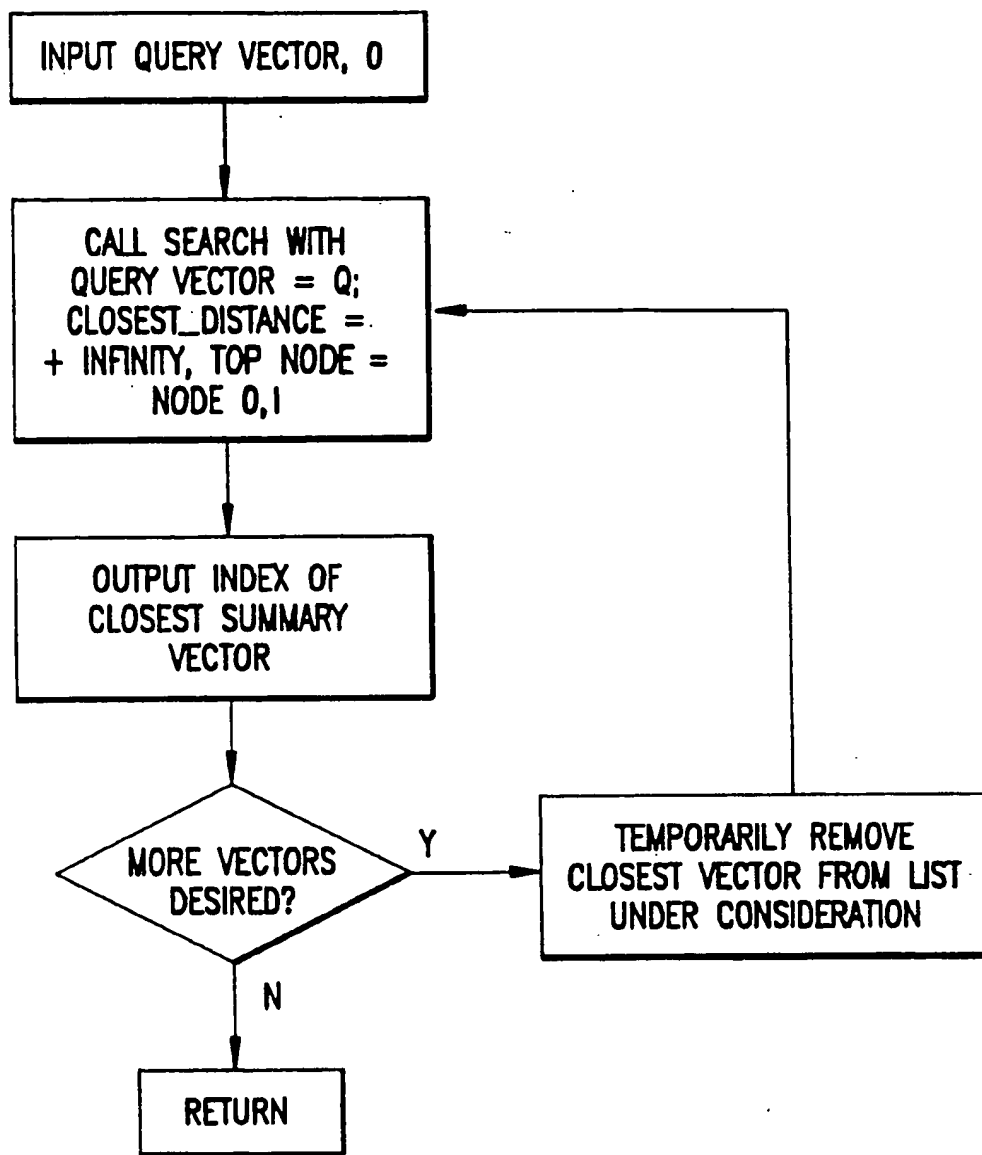 INPUT QUERY VECTOR, O
CALL SEARCH WITH
QUERY VECTOR = Q;
CLOSEST_DISTANCE =
+ INFINITY, TOP NODE =
NODE 0,1
OUTPUT INDEX OF
CLOSEST SUMMARY
VECTOR
MORE VECTORS
DESIRED?
Y
TEMPORARILY REMOVE
CLOSEST VECTOR FROM LIST
UNDER CONSIDERATION
N
RETURN